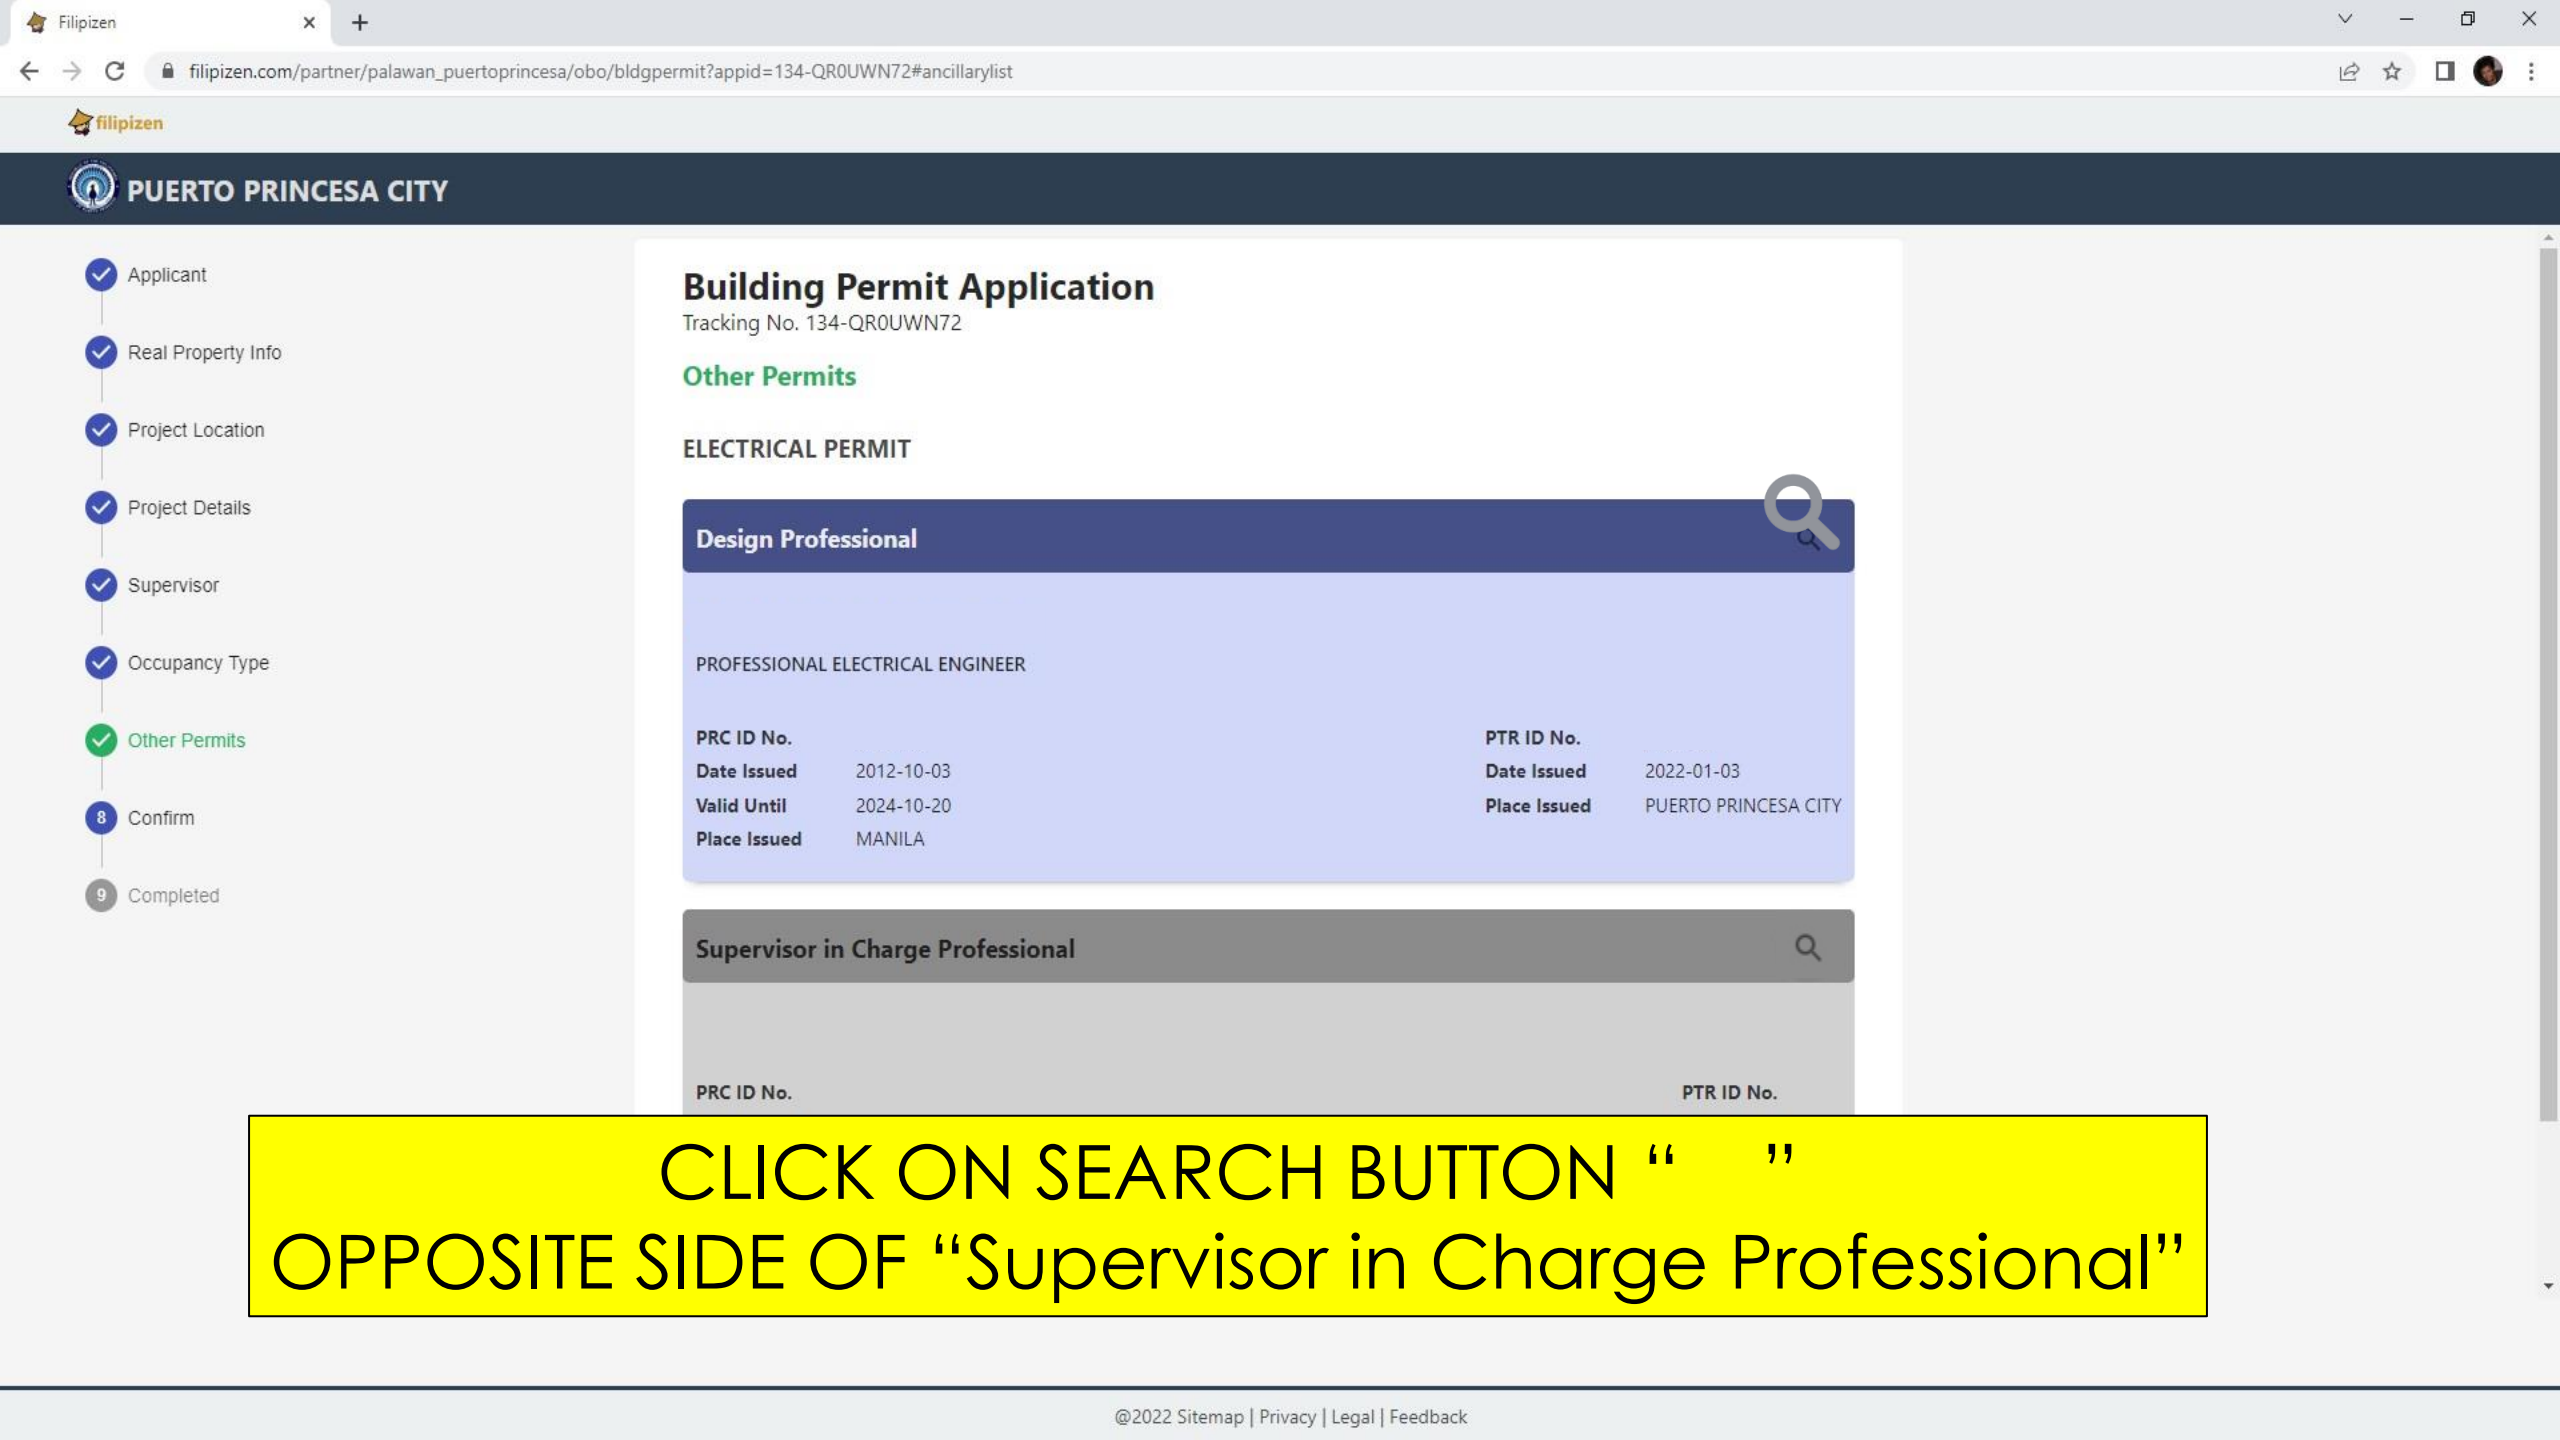 Filipizen
filipizen.com/partner/palawan_puertoprincesa/obo/bldgpermit?appid=134-QR0UWN72#ancillarylist
filipizen
PUERTO PRINCESA CITY
Applicant
Real Property Info
Project Location
Project Details
Supervisor
Occupancy Type
Other Permits
8 Confirm
9 Completed
Building Permit Application
Tracking No. 134-QR0UWN72
Other Permits
ELECTRICAL PERMIT
Design Professional
PROFESSIONAL ELECTRICAL ENGINEER
PRC ID No. PTR ID No.
Date Issued 2012-10-03 Date Issued 2022-01-03
Valid Until 2024-10-20 Place Issued PUERTO PRINCESA CITY
Place Issued MANILA
Supervisor in Charge Professional
PRC ID No. PTR ID No.
CLICK ON SEARCH BUTTON “ ”
OPPOSITE SIDE OF “Supervisor in Charge Professional”
@2022 Sitemap | Privacy | Legal | Feedback